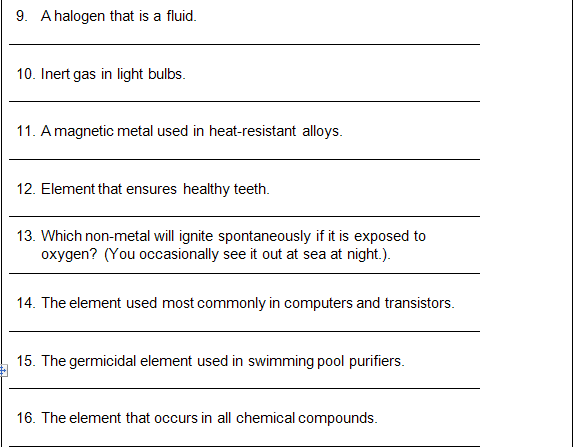 9. A halogen that is a fluid.
10. Inert gas in light bulbs.
11. A magnetic metal used in heat-resistant alloys.
12. Element that ensures healthy teeth.
13. Which non-metal will ignite spontaneously if it is exposed to
oxygen? (You occasionally see it out at sea at night.).
14. The element used most commonly in computers and transistors.
15. The germicidal element used in swimming pool purifiers.
16. The element that occurs in all chemical compounds.